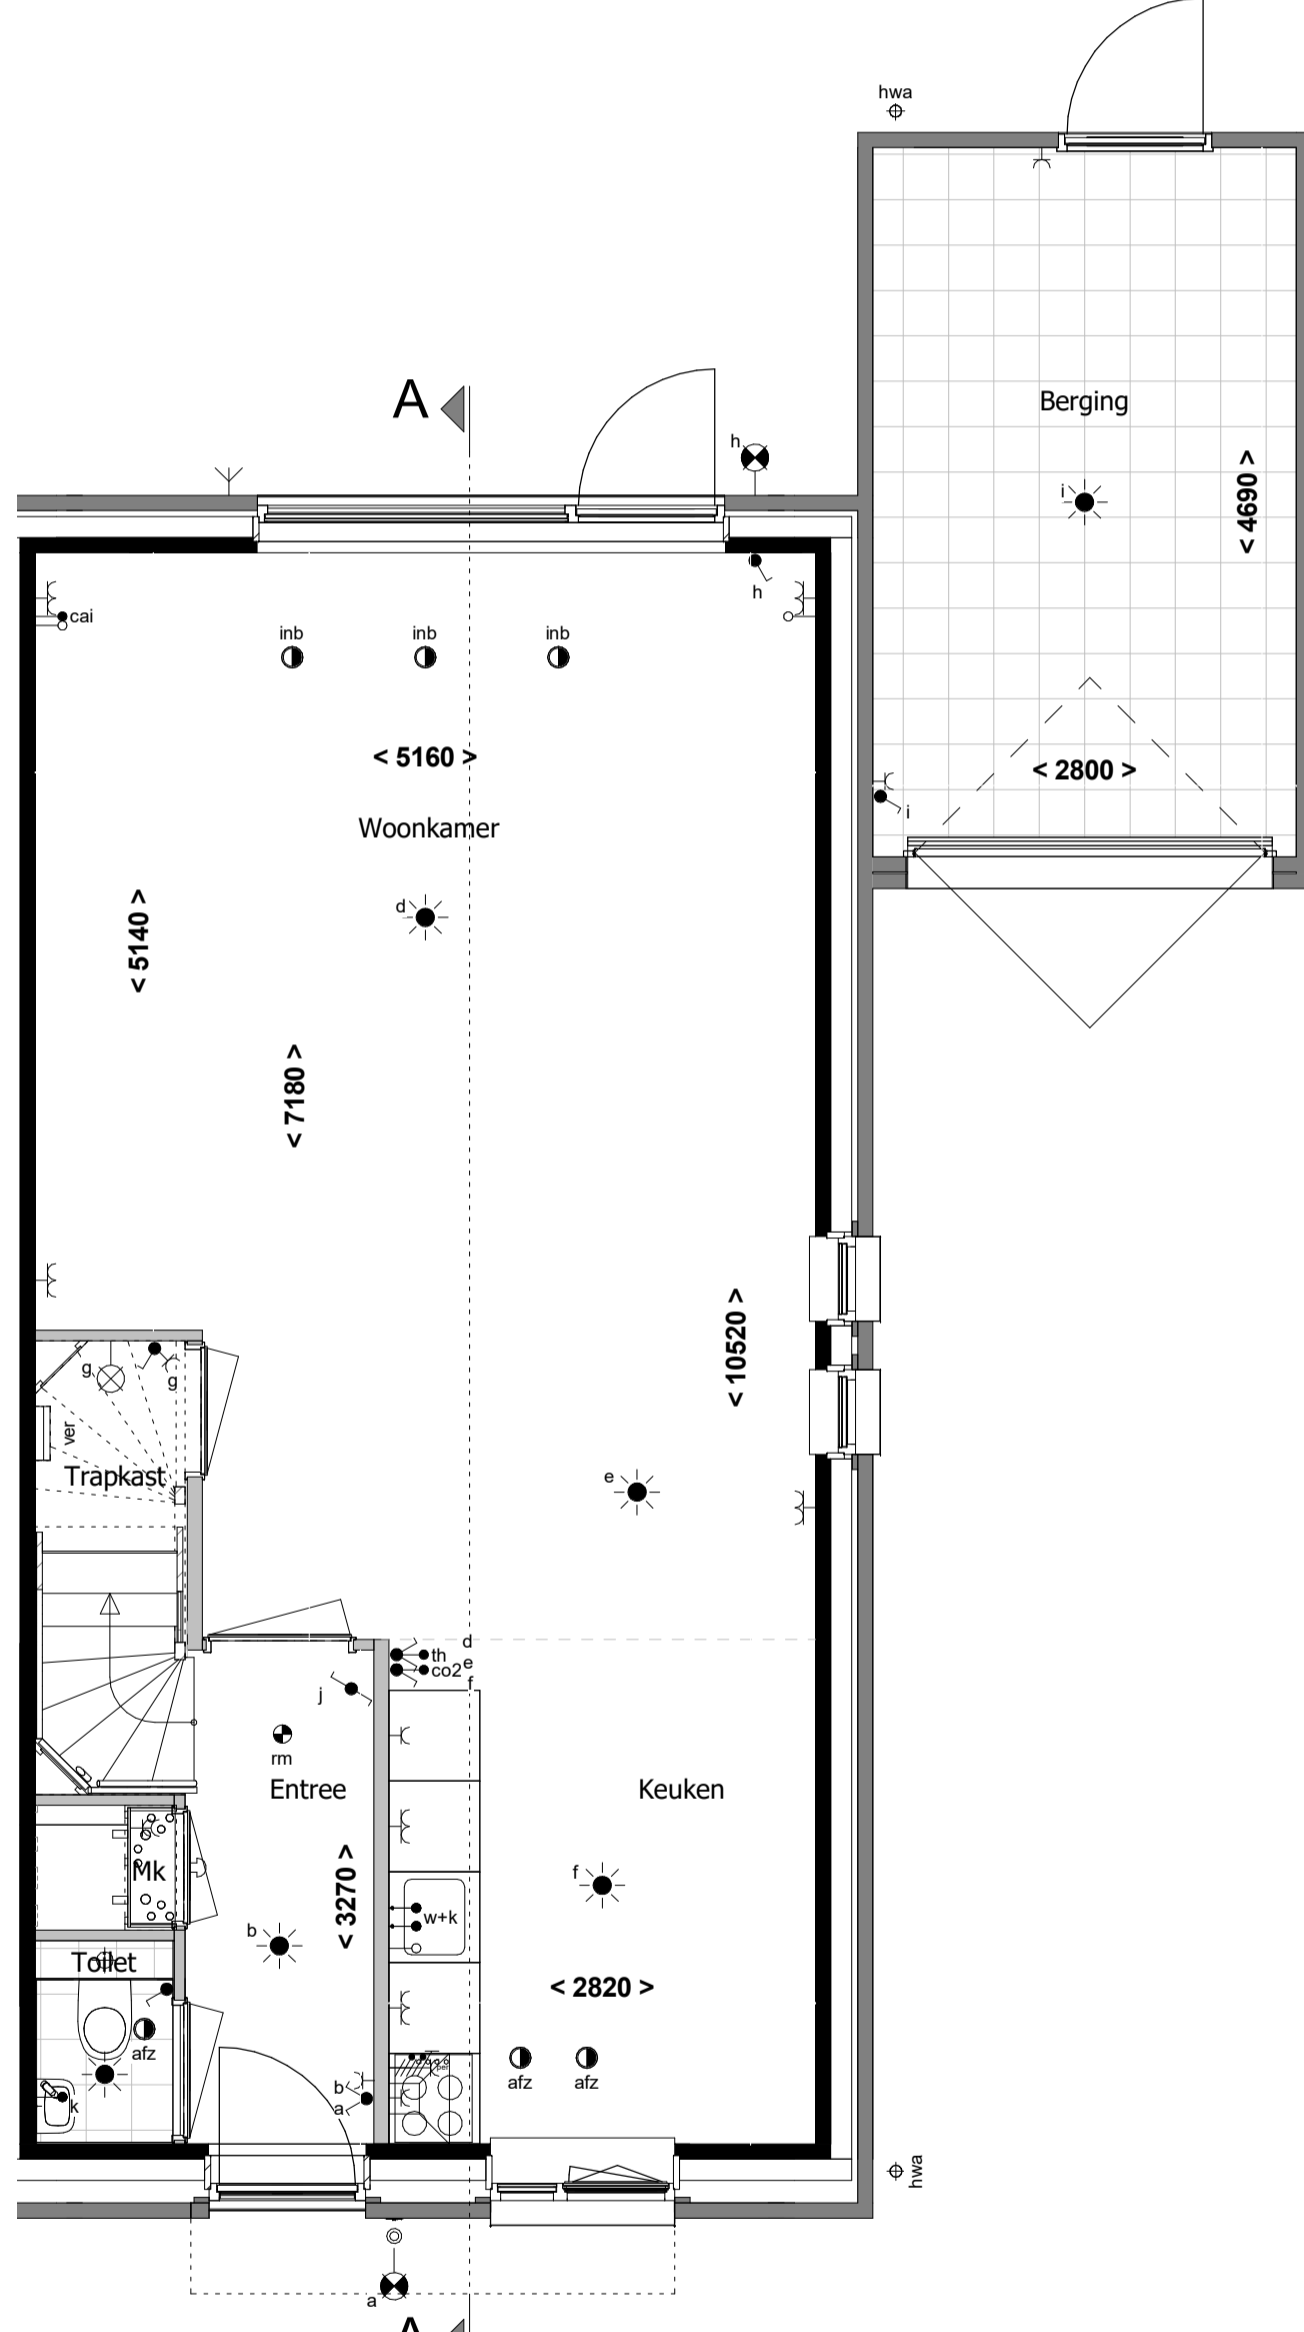 hwa
Berging
A
h
i
< 4690 >
h
cai
inb
inb
inb
< 5160 >
< 2800 >
i
Woonkamer
d
< 5140 >
< 7180 >
< 10520 >
g
g
ver
Trapkast
e
d
th
e
co2
f
j
rm
Entree
Keuken
Mk
< 3270 >
f
w+k
b
Toilet
< 2820 >
afz
afz
afz
per
b
a
k
hwa
a
A